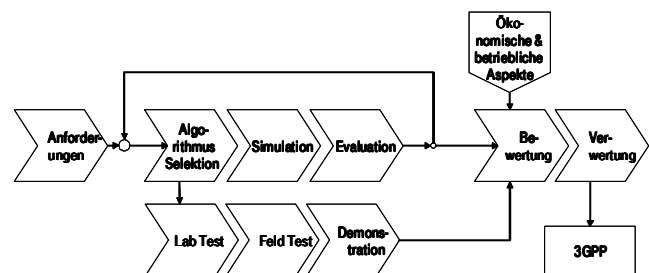 Öko-
nomische &
betriebliche
Aspekte
Anforder-
ungen
Algo-
rithmus
Selektion
Simulation
Evaluation
Be-
wertung
Ver-
wertung
Lab Test
Feld Test
Demons-
tration
3GPP